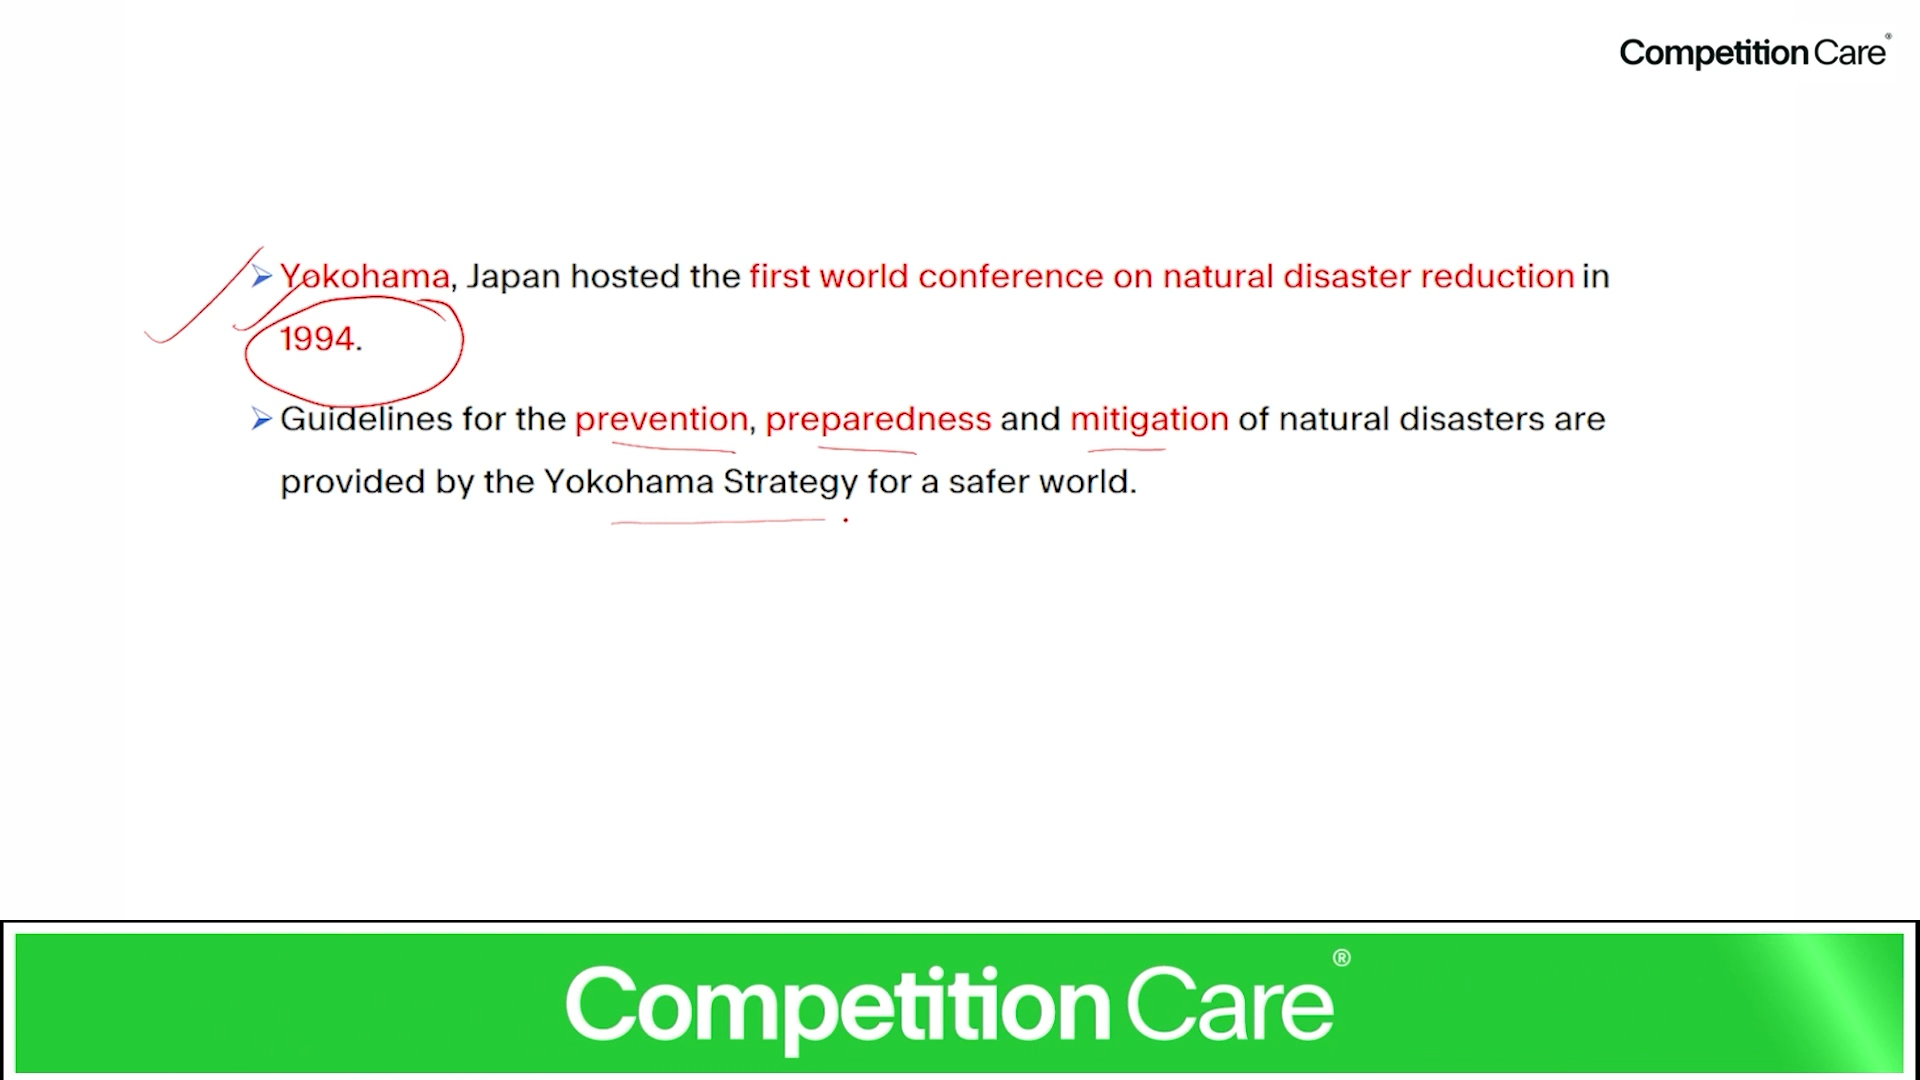 Competition Care®
Yokohama, Japan hosted the first world conference on natural disaster reduction in
1994.
Guidelines for the prevention, preparedness and mitigation of natural disasters are
provided by the Yokohama Strategy for a safer world.
Competition Care®